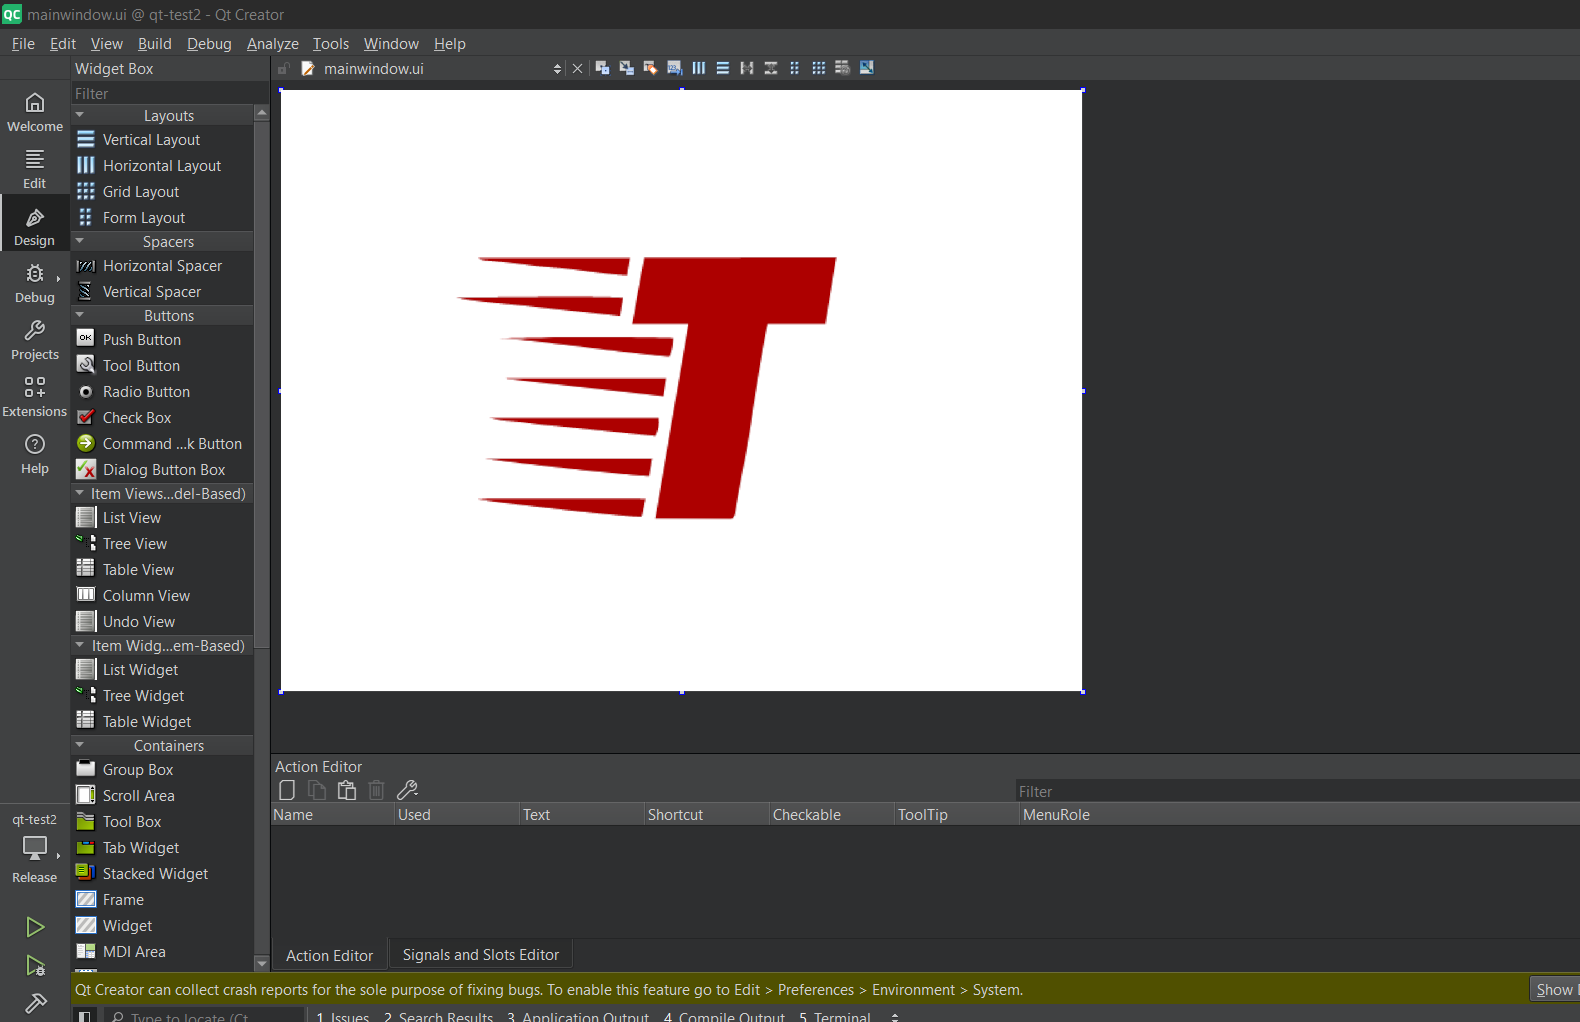 QC mainwindow.ui @ qt-test2 - Qt Creator
File Edit View Build Debug Analyze Tools Window Help
Widget Box
mainwindow.ui
Filter
Welcome
Edit
Design
Debug
Projects
Extensions
Help
Layouts
Vertical Layout
Horizontal Layout
Grid Layout
Form Layout
Spacers
Horizontal Spacer
Vertical Spacer
Buttons
OK Push Button
Tool Button
Radio Button
Check Box
Command ...k Button
Dialog Button Box
Item Views...del-Based)
List View
Tree View
Table View
Column View
Undo View
Item Widg...em-Based)
List Widget
Tree Widget
Table Widget
Containers
Group Box
Scroll Area
Tool Box
Tab Widget
Stacked Widget
Frame
Widget
MDI Area
T
Action Editor
Filter
Name Used Text Shortcut Checkable ToolTip MenuRole
Action Editor Signals and Slots Editor
qt-test2
Release
Qt Creator can collect crash reports for the sole purpose of fixing bugs. To enable this feature go to Edit > Preferences > Environment > System.
Show
Type to locate (Ct
1 Issues 2 Search Results 3 Application Output 4 Compile Output 5 Terminal